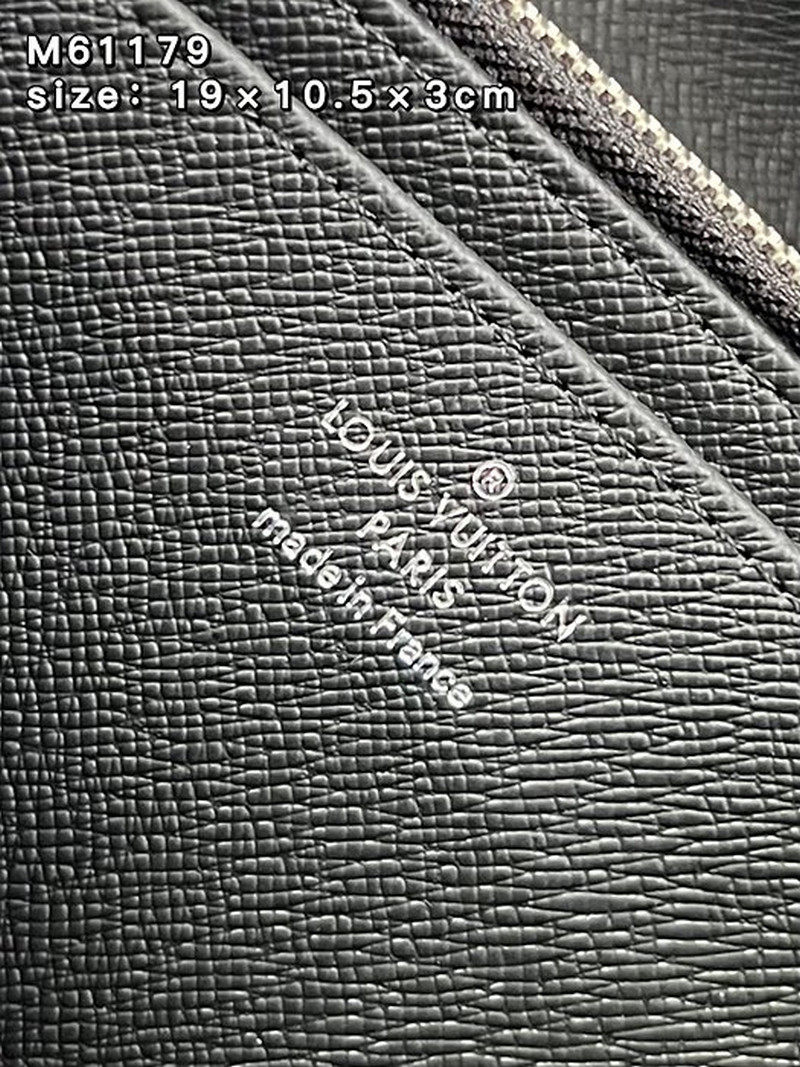 M61179
size: 19×10.5×3cm
®
LOUIS VUITTON
PARIS
made in France